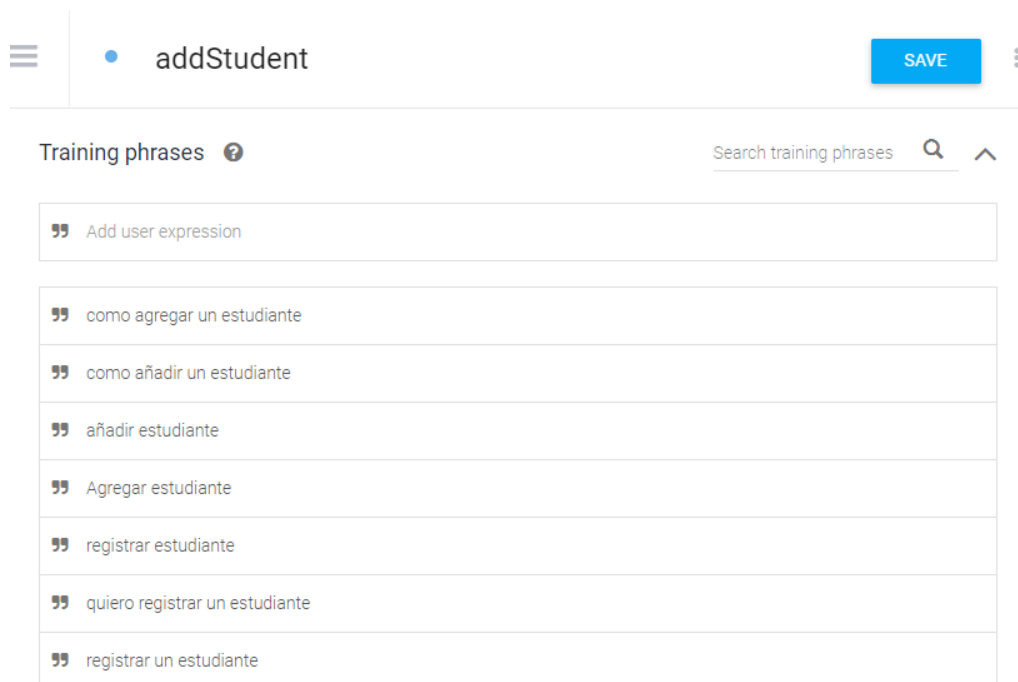 addStudent
SAVE
Training phrases
Search training phrases
Add user expression
como agregar un estudiante
como añadir un estudiante
añadir estudiante
Agregar estudiante
registrar estudiante
quiero registrar un estudiante
registrar un estudiante